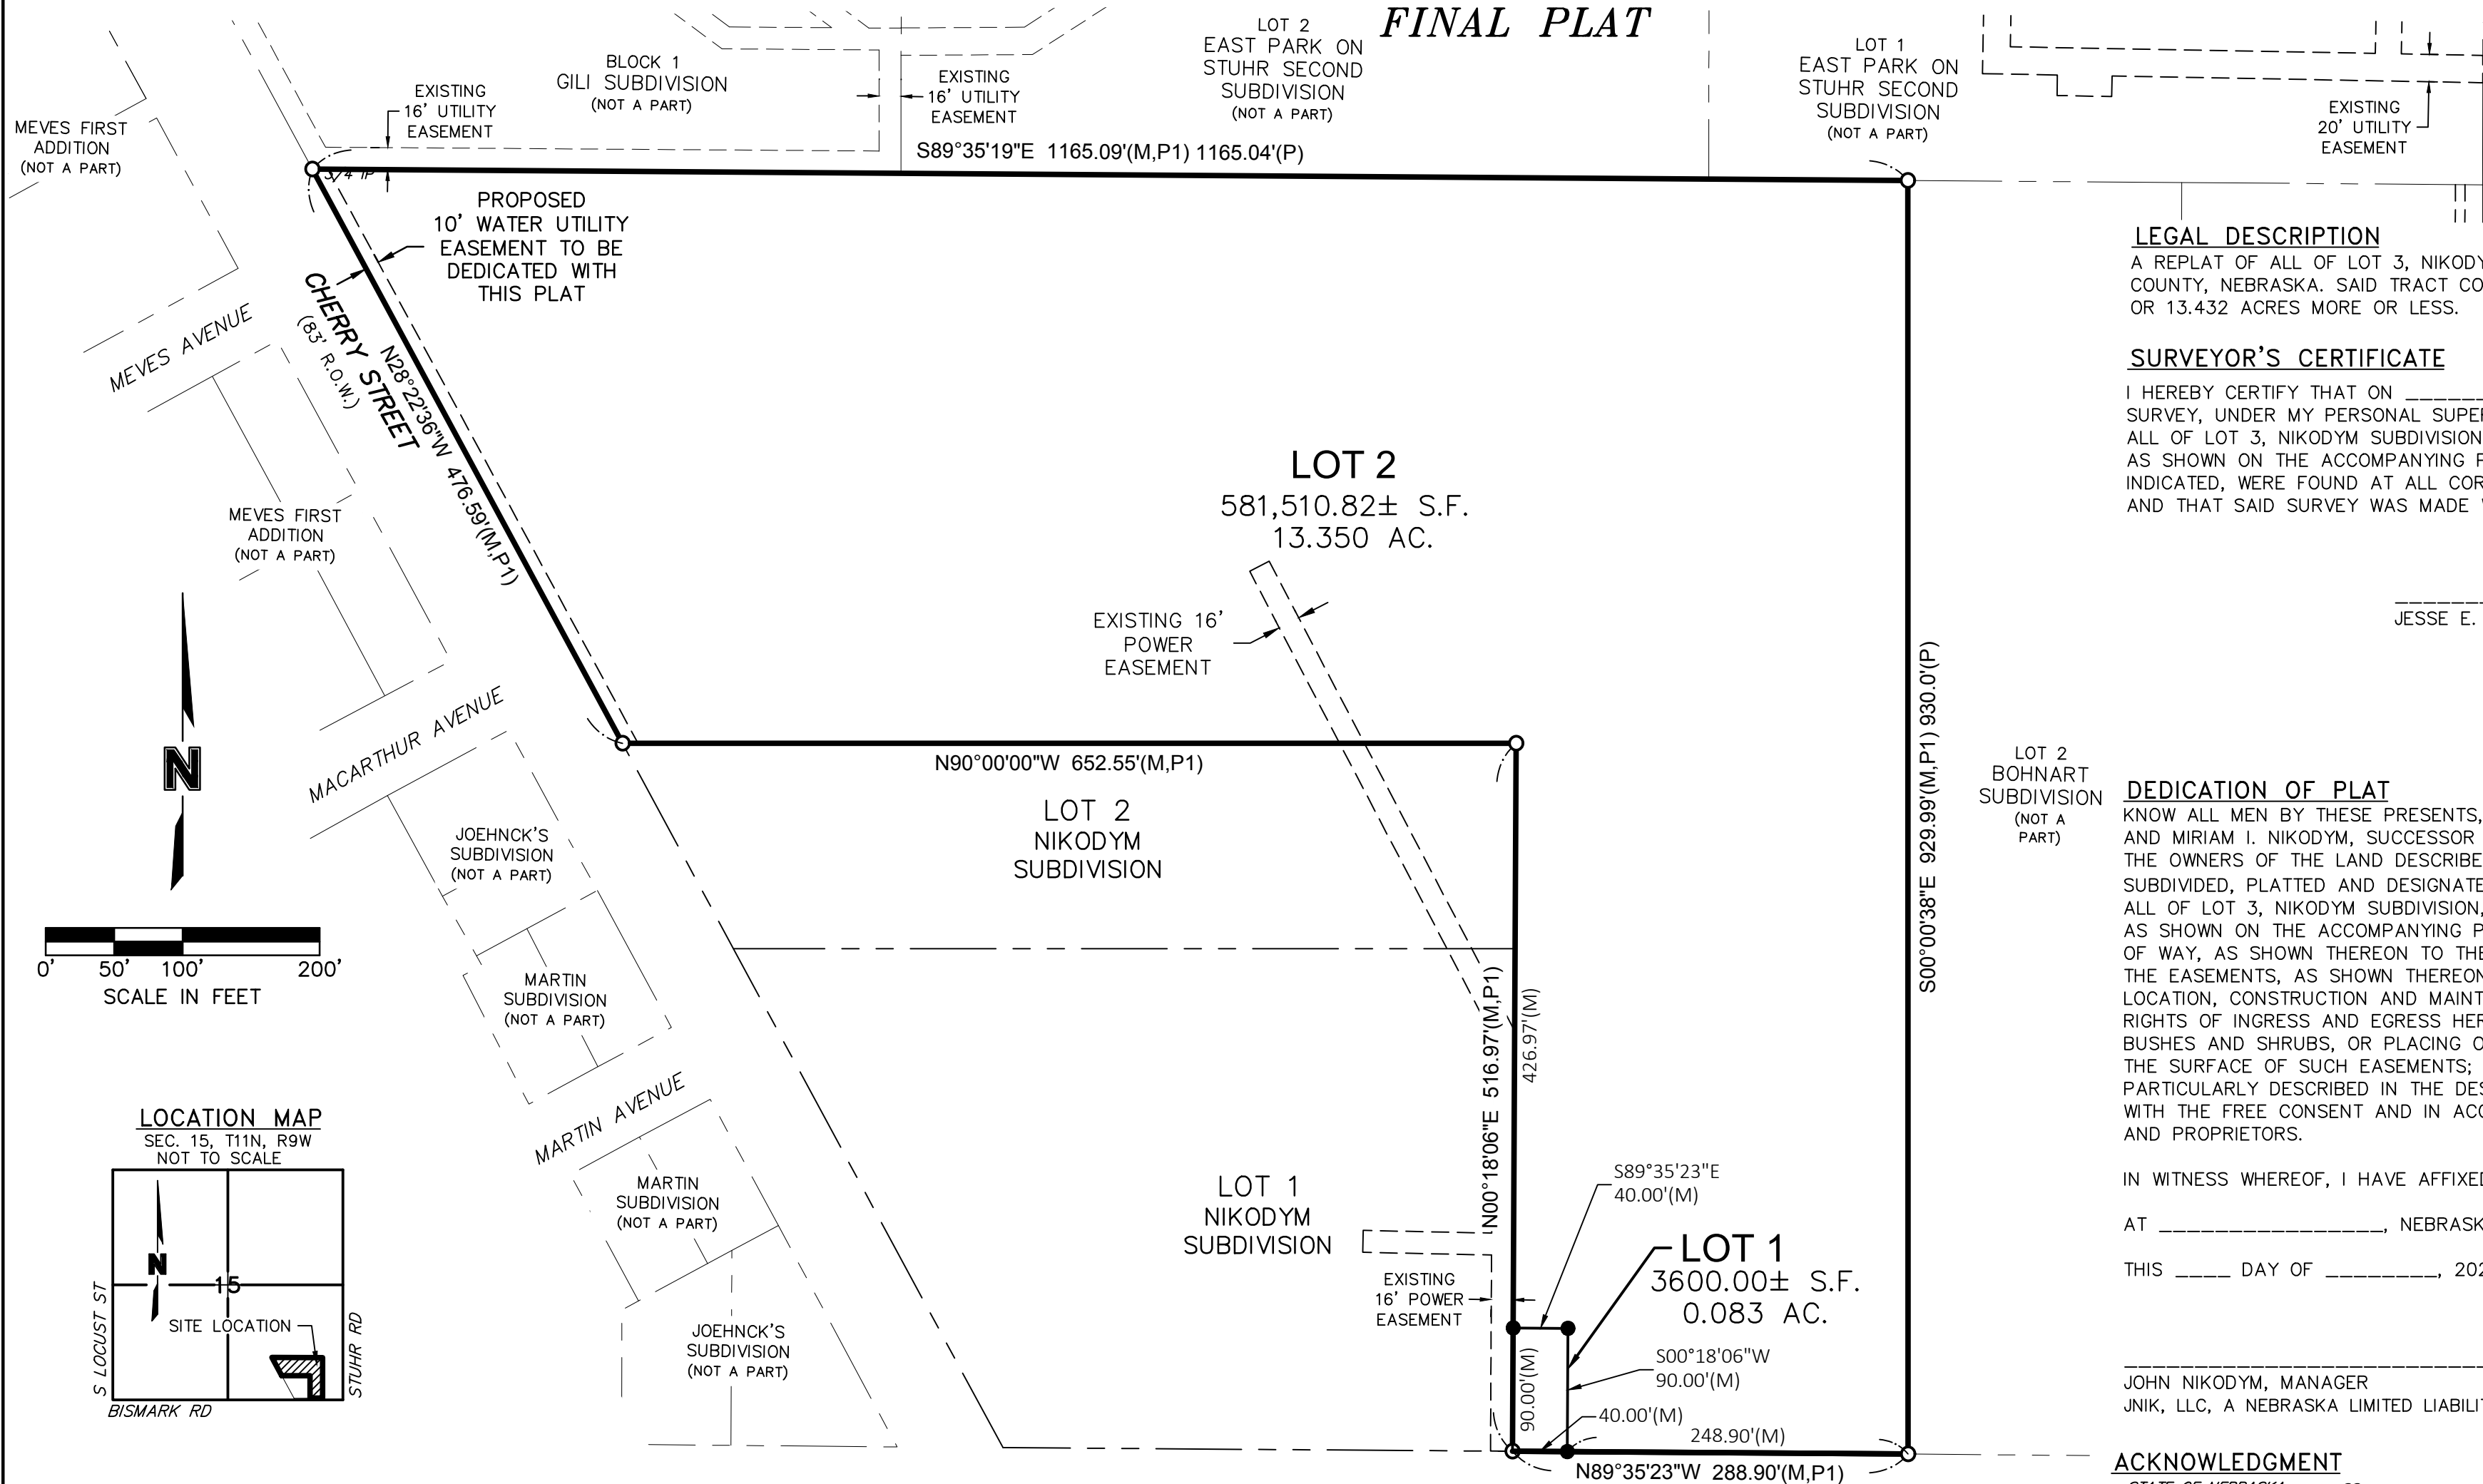 FINAL PLAT
MEVES FIRST
ADDITION
(NOT A PART)
EXISTING
16' UTILITY
EASEMENT
BLOCK 1
GILI SUBDIVISION
(NOT A PART)
EXISTING
16' UTILITY
EASEMENT
LOT 2
EAST PARK ON
STUHR SECOND
SUBDIVISION
(NOT A PART)
LOT 1
EAST PARK ON
STUHR SECOND
SUBDIVISION
(NOT A PART)
EXISTING
20' UTILITY
EASEMENT
S89°35'19"E 1165.09'(M,P1) 1165.04'(P)
3/4 IP
PROPOSED
10' WATER UTILITY
EASEMENT TO BE
DEDICATED WITH
THIS PLAT
CHERRY STREET
(83' R.O.W.)
N28°22'36"W 476.59'(M,P1)
MEVES AVENUE
MEVES FIRST
ADDITION
(NOT A PART)
LOT 2
581,510.82± S.F.
13.350 AC.
EXISTING 16'
POWER
EASEMENT
N90°00'00"W 652.55'(M,P1)
LOT 2
NIKODYM
SUBDIVISION
S00°00'38"E 929.99'(M,P1) 930.0'(P)
LOT 2
BOHNART
SUBDIVISION
(NOT A
PART)
N
0' 50' 100' 200'
SCALE IN FEET
MACARTHUR AVENUE
JOEHNCK'S
SUBDIVISION
(NOT A PART)
MARTIN
SUBDIVISION
(NOT A PART)
MARTIN AVENUE
MARTIN
SUBDIVISION
(NOT A PART)
JOEHNCK'S
SUBDIVISION
(NOT A PART)
N00°18'06"E 516.97'(M,P1)
426.97'(M)
LOT 1
NIKODYM
SUBDIVISION
EXISTING
16' POWER
EASEMENT
S89°35'23"E
40.00'(M)
LOT 1
3600.00± S.F.
0.083 AC.
S00°18'06"W
90.00'(M)
90.00'(M)
40.00'(M)
248.90'(M)
N89°35'23"W 288.90'(M,P1)
LOCATION MAP
SEC. 15, T11N, R9W
NOT TO SCALE
N
15
SITE LOCATION
S LOCUST ST
STUHR RD
BISMARK RD
LEGAL DESCRIPTION
A REPLAT OF ALL OF LOT 3, NIKODY
COUNTY, NEBRASKA. SAID TRACT CO
OR 13.432 ACRES MORE OR LESS.
SURVEYOR'S CERTIFICATE
I HEREBY CERTIFY THAT ON ______
SURVEY, UNDER MY PERSONAL SUPE
ALL OF LOT 3, NIKODYM SUBDIVISION
AS SHOWN ON THE ACCOMPANYING P
INDICATED, WERE FOUND AT ALL COR
AND THAT SAID SURVEY WAS MADE
JESSE E.
DEDICATION OF PLAT
KNOW ALL MEN BY THESE PRESENTS,
AND MIRIAM I. NIKODYM, SUCCESSOR
THE OWNERS OF THE LAND DESCRIBE
SUBDIVIDED, PLATTED AND DESIGNATE
ALL OF LOT 3, NIKODYM SUBDIVISION,
AS SHOWN ON THE ACCOMPANYING P
OF WAY, AS SHOWN THEREON TO THE
THE EASEMENTS, AS SHOWN THEREON
LOCATION, CONSTRUCTION AND MAINT
RIGHTS OF INGRESS AND EGRESS HER
BUSHES AND SHRUBS, OR PLACING O
THE SURFACE OF SUCH EASEMENTS;
PARTICULARLY DESCRIBED IN THE DES
WITH THE FREE CONSENT AND IN ACC
AND PROPRIETORS.
IN WITNESS WHEREOF, I HAVE AFFIXED
AT ________________, NEBRASK
THIS ____ DAY OF ________, 202
JOHN NIKODYM, MANAGER
JNIK, LLC, A NEBRASKA LIMITED LIABILIT
ACKNOWLEDGMENT
STATE OF NEBRASKA